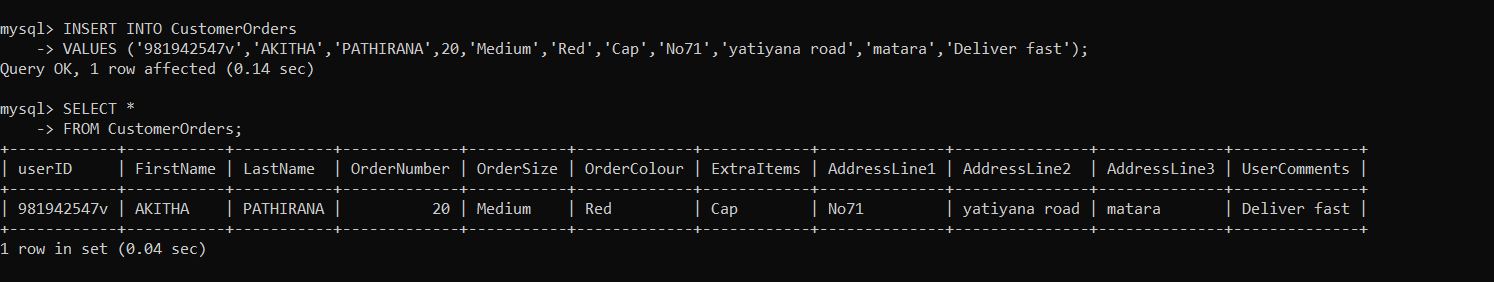 mysql> INSERT INTO CustomerOrders
    -> VALUES ('981942547v','AKITHA','PATHIRANA',20,'Medium','Red','Cap','No71','yatiyana road','matara','Deliver fast');
Query OK, 1 row affected (0.14 sec)

mysql> SELECT *
    -> FROM CustomerOrders;
+------------+-----------+-----------+-------------+-----------+-------------+------------+--------------+---------------+--------------+--------------+
| userID     | FirstName | LastName  | OrderNumber | OrderSize | OrderColour | ExtraItems | AddressLine1 | AddressLine2  | AddressLine3 | UserComments |
+------------+-----------+-----------+-------------+-----------+-------------+------------+--------------+---------------+--------------+--------------+
| 981942547v | AKITHA    | PATHIRANA |          20 | Medium    | Red         | Cap        | No71         | yatiyana road | matara       | Deliver fast |
+------------+-----------+-----------+-------------+-----------+-------------+------------+--------------+---------------+--------------+--------------+
1 row in set (0.04 sec)